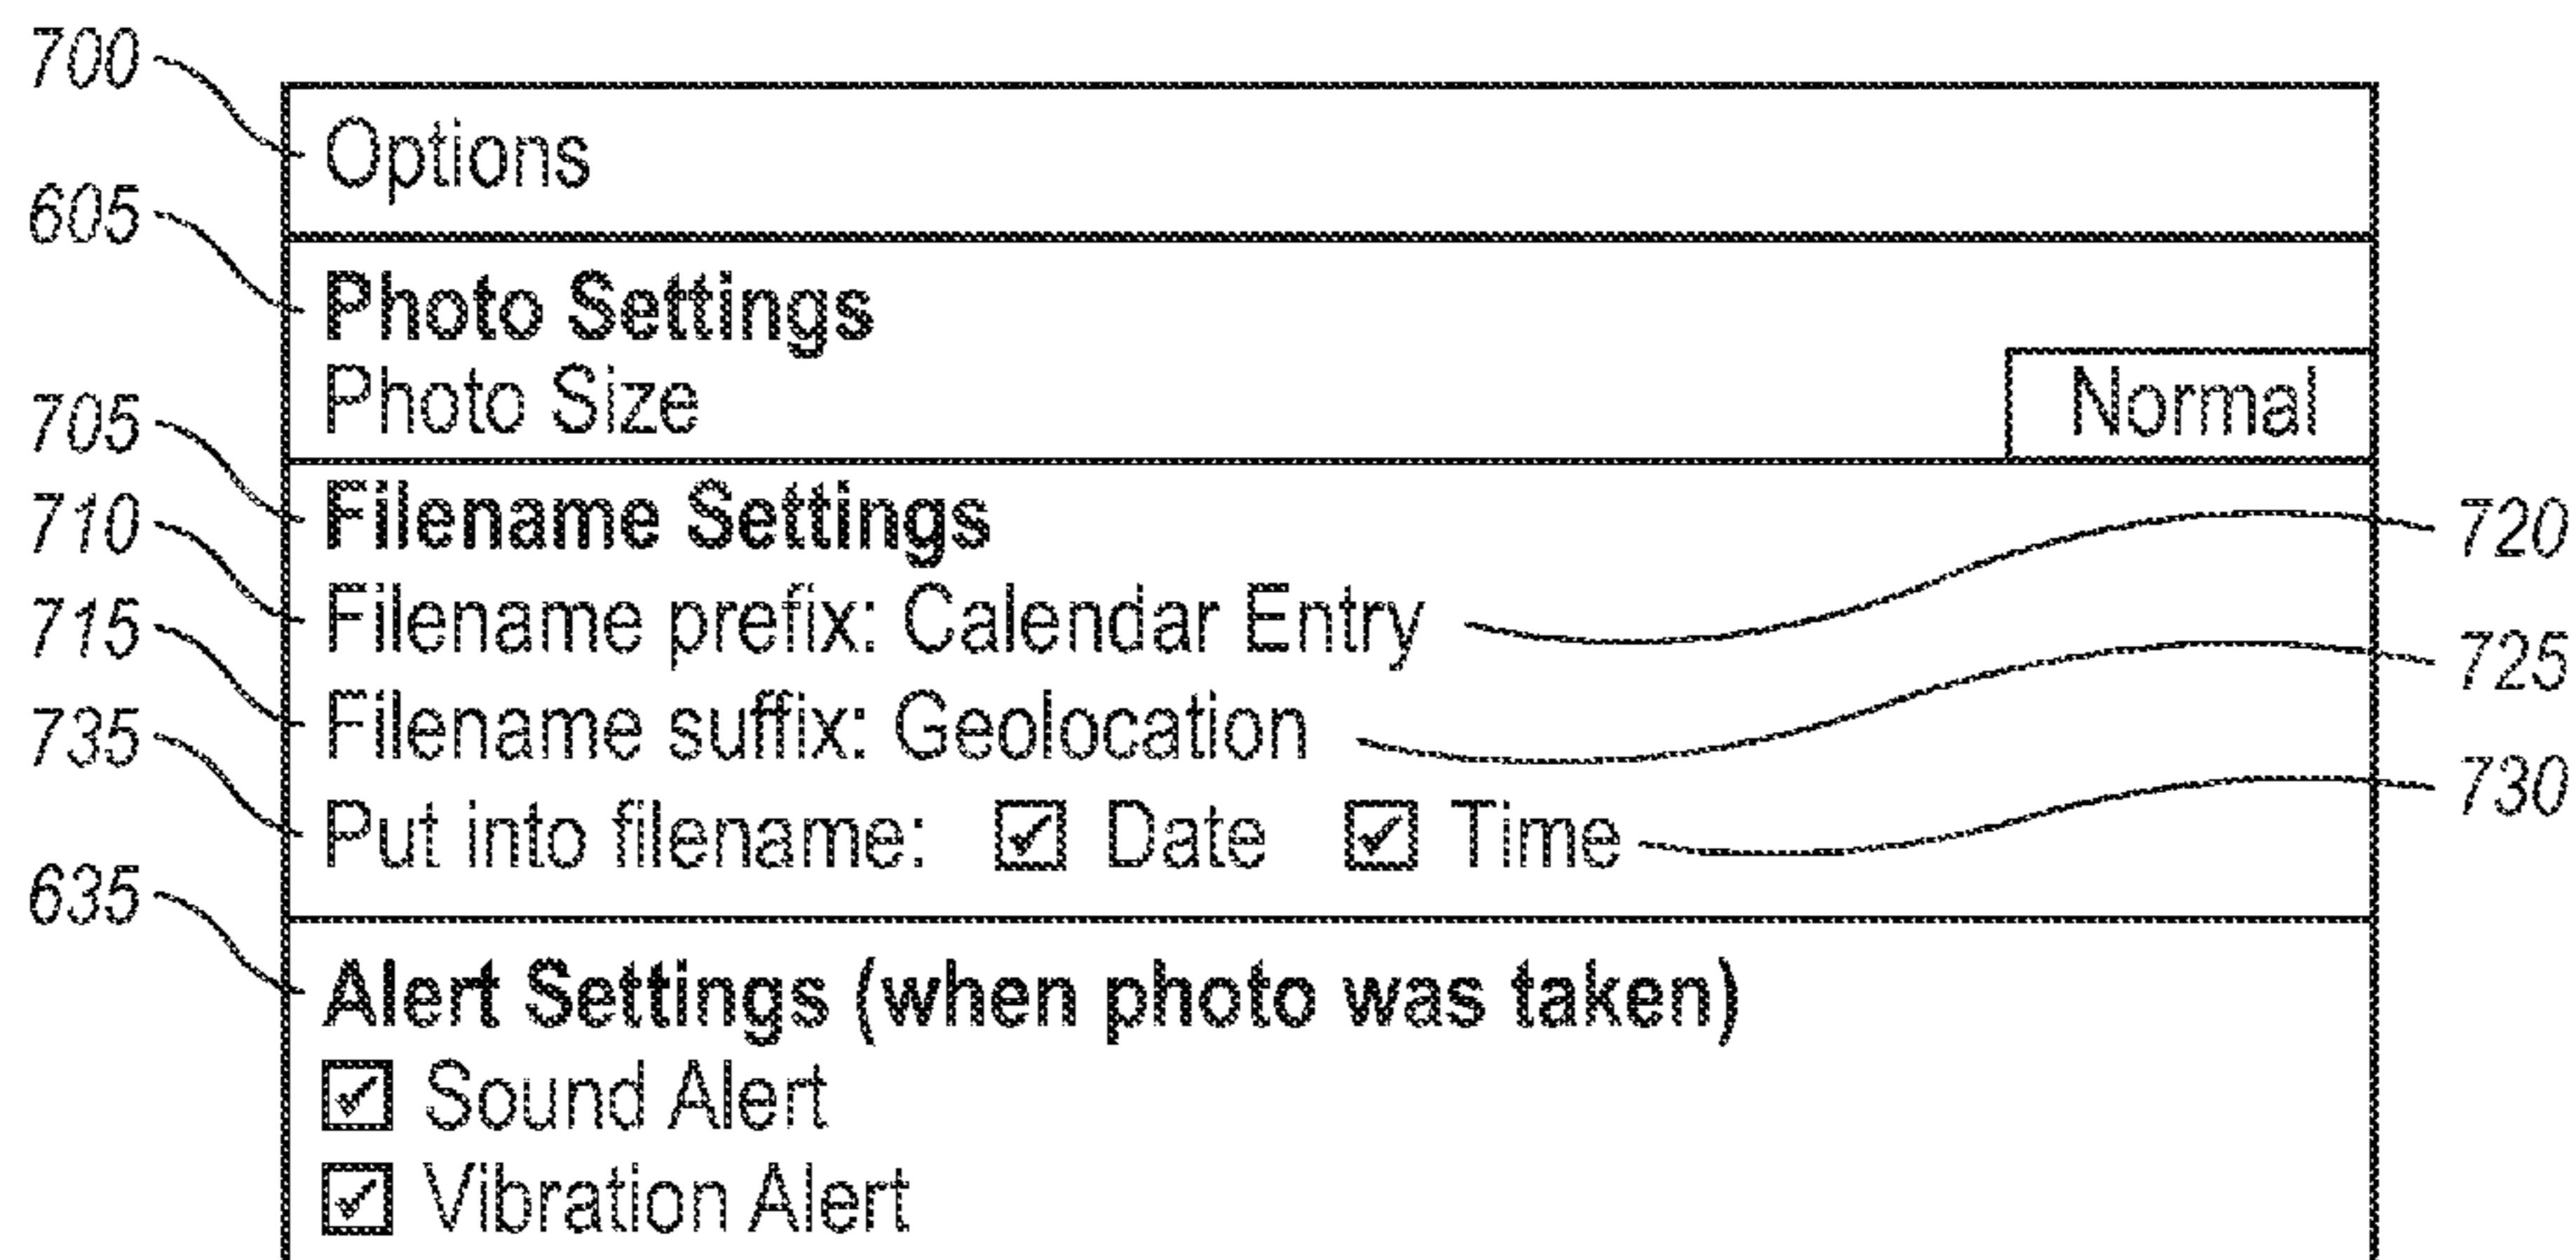 700
Options
605
Photo Settings
Photo Size Normal
705
Filename Settings
710
720
Filename prefix: Calendar Entry
715
725
Filename suffix: Geolocation
735
730
Put into filename: ☑ Date ☑ Time
635
Alert Settings (when photo was taken)
☑ Sound Alert
☑ Vibration Alert